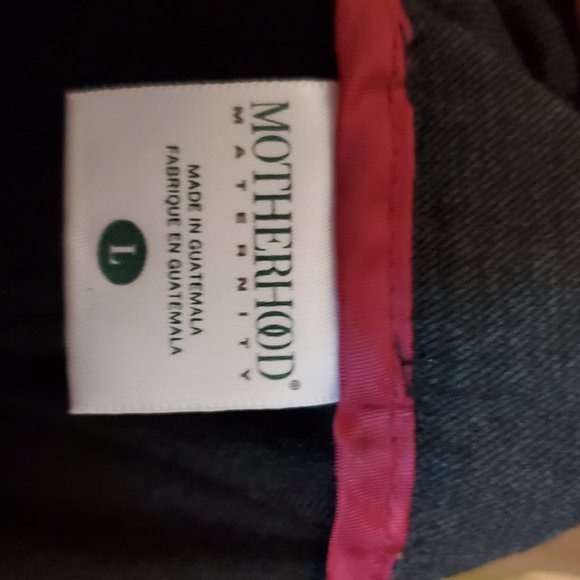 MOTHERHOOD®
MATERNITY
MADE IN GUATEMALA
FABRIQUE EN GUATEMALA
L